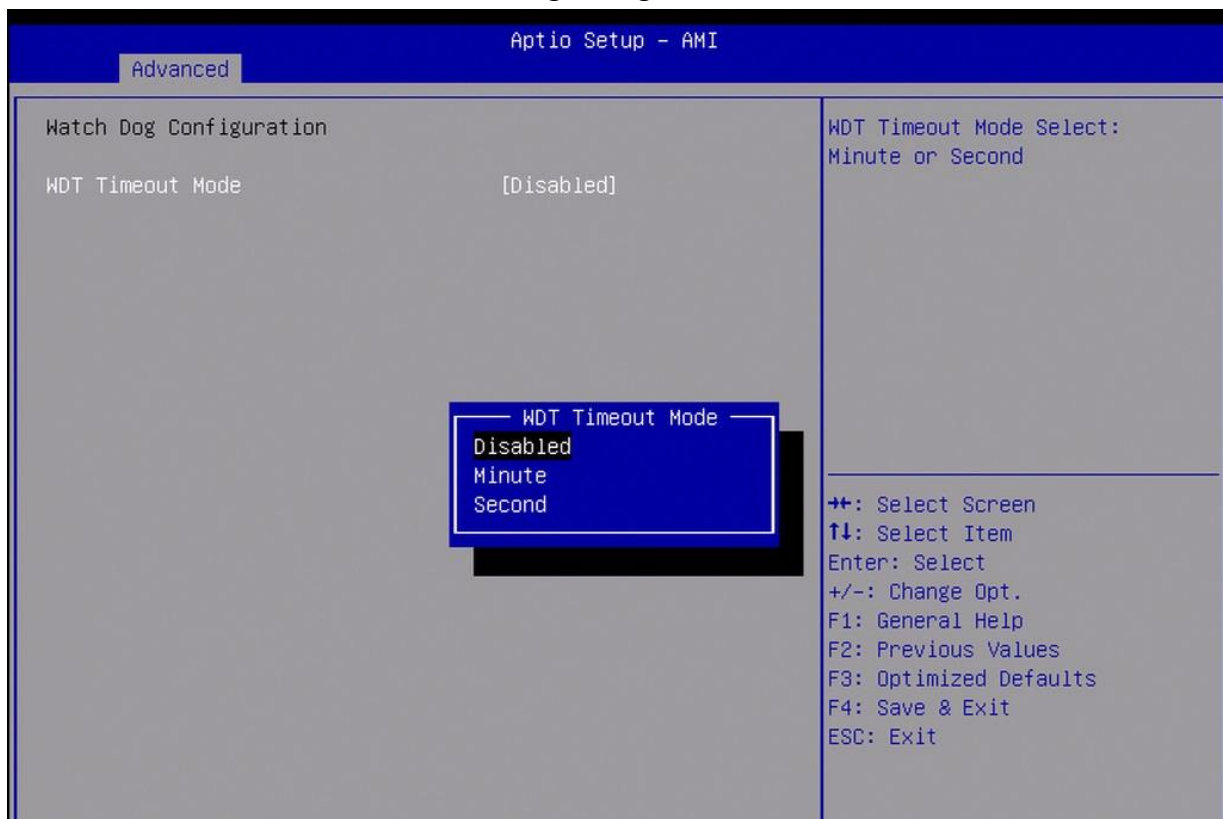 Aptio Setup – AMI
Advanced
Watch Dog Configuration
WDT Timeout Mode [Disabled]
WDT Timeout Mode Select:
Minute or Second
WDT Timeout Mode
Disabled
Minute
Second
→←: Select Screen
↑↓: Select Item
Enter: Select
+/-: Change Opt.
F1: General Help
F2: Previous Values
F3: Optimized Defaults
F4: Save & Exit
ESC: Exit